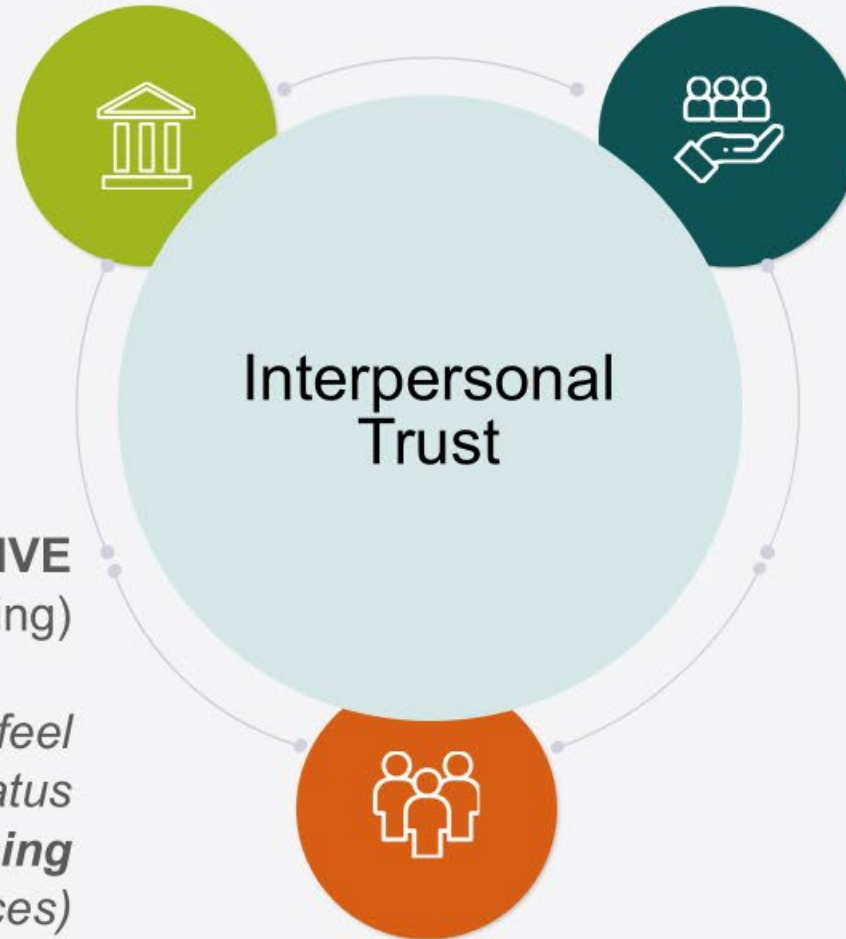 Interpersonal
Trust
IVE
ing)
feel
atus
ing
ces)